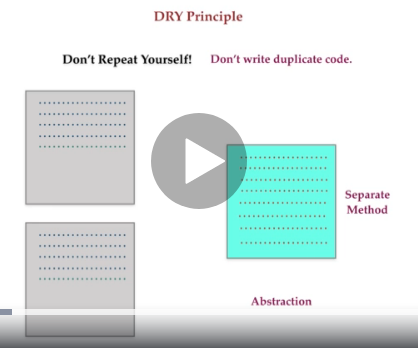 DRY Principle
Don't Repeat Yourself! Don't write duplicate code.
Separate
Method
Abstraction